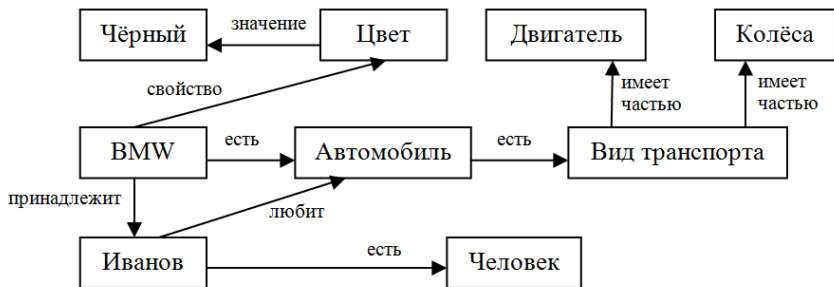 Чёрный
значение
Цвет
Двигатель
Колёса
свойство
имеет
частью
имеет
частью
BMW
есть
Автомобиль
есть
Вид транспорта
принадлежит
любит
Иванов
есть
Человек